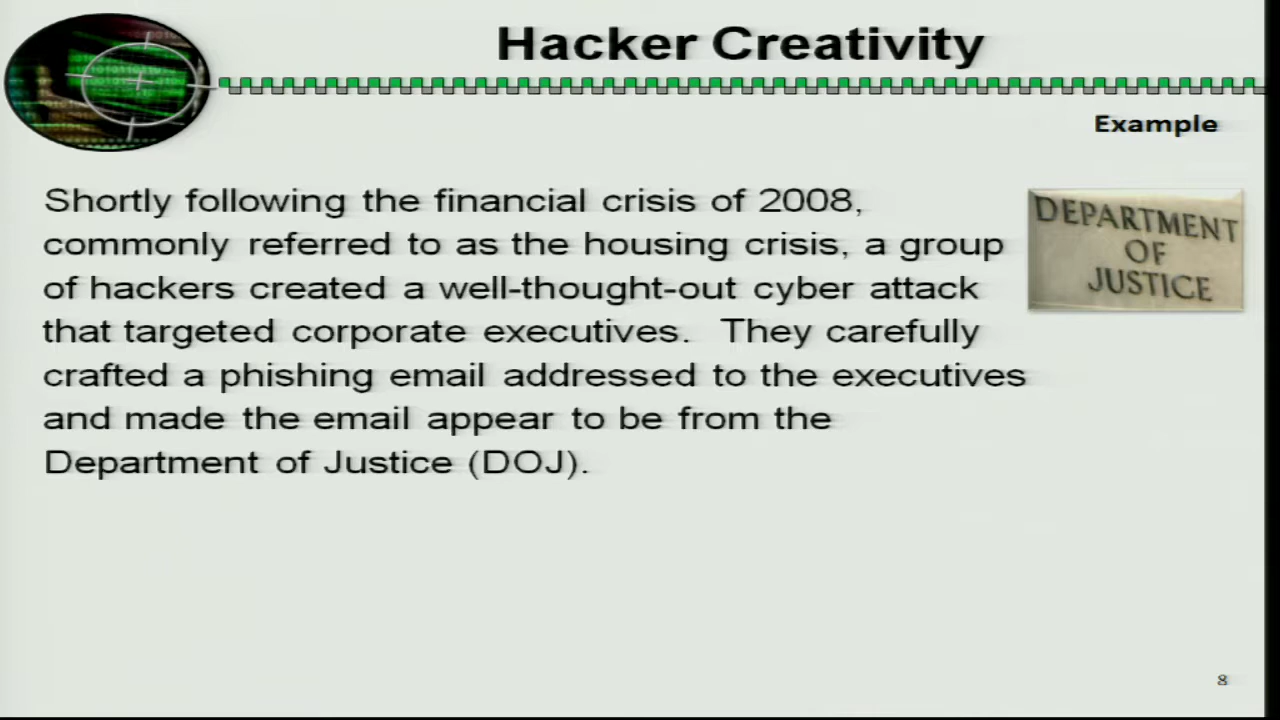 Hacker Creativity
Example
Shortly following the financial crisis of 2008,
commonly referred to as the housing crisis, a group
of hackers created a well-thought-out cyber attack
that targeted corporate executives. They carefully
crafted a phishing email addressed to the executives
and made the email appear to be from the
Department of Justice (DOJ).
DEPARTMENT
OF
JUSTICE
8